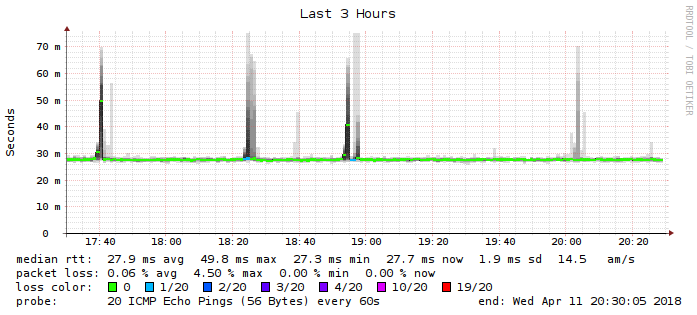 Last 3 Hours
RRDTOOL / TOBI OETIKER
Seconds
70 m
60 m
50 m
40 m
30 m
20 m
10 m
0
17:40 18:00 18:20 18:40 19:00 19:20 19:40 20:00 20:20
median rtt: 27.9 ms avg 49.8 ms max 27.3 ms min 27.7 ms now 1.9 ms sd 14.5 am/s
packet loss: 0.06 % avg 4.50 % max 0.00 % min 0.00 % now
loss color: 0 1/20 2/20 3/20 4/20 10/20 19/20
probe: 20 ICMP Echo Pings (56 Bytes) every 60s end: Wed Apr 11 20:30:05 2018